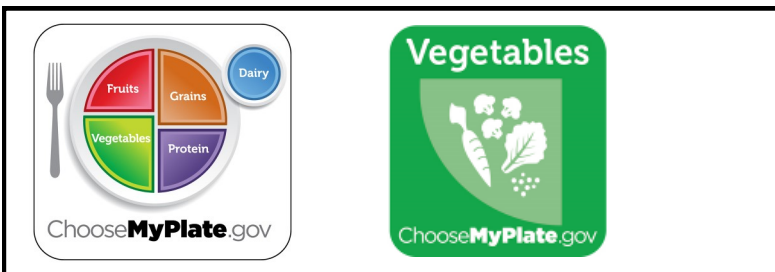 Fruits
Grains
Dairy
Vegetables
Protein
ChooseMyPlate.gov
Vegetables
ChooseMyPlate.gov